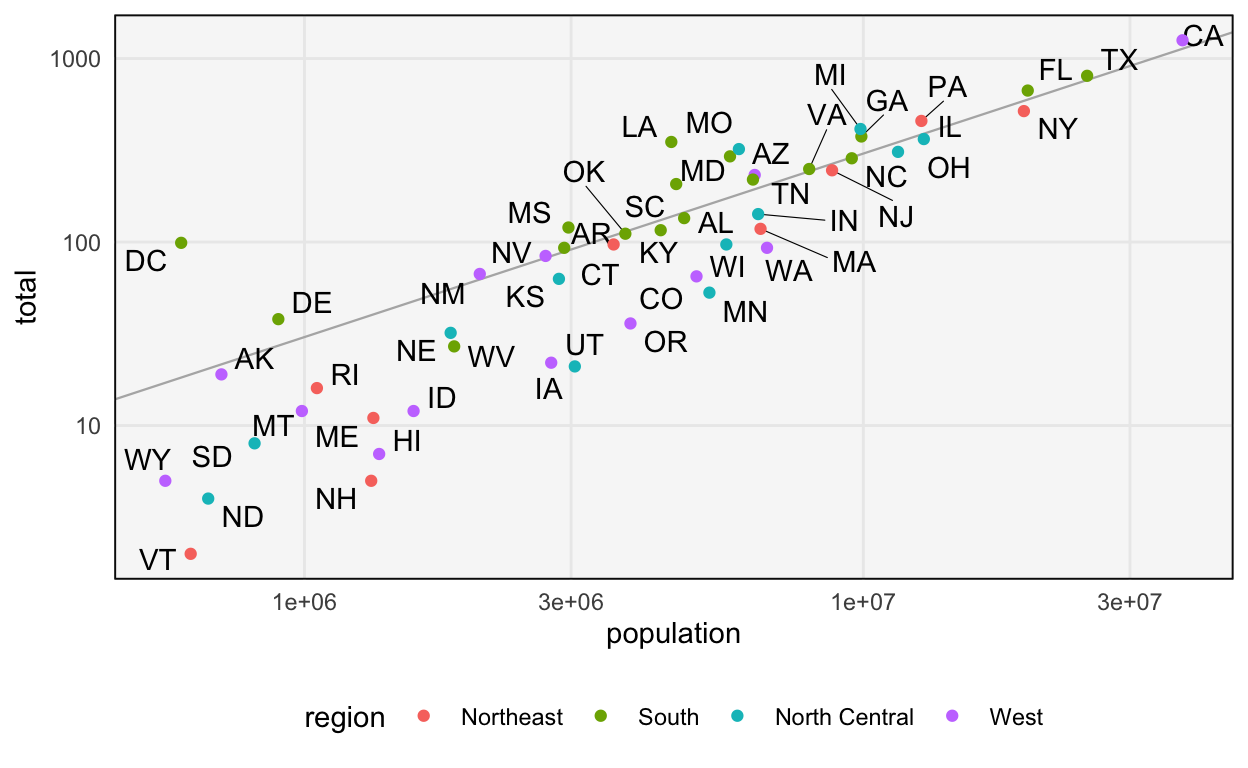 CA
1000
MI
FL
TX
PA
GA
VA
LA
MO
IL
NY
AZ
OK
MD
OH
NC
TN
SC
MS
IN
NJ
AL
AR
100
DC
NV
KY
WI
MA
WA
CT
NM
KS
CO
DE
MN
UT
OR
NE
WV
AK
RI
IA
ID
10
MT
ME
HI
WY
SD
NH
ND
VT
total
1e+06 3e+06 1e+07 3e+07
population
region Northeast South North Central West